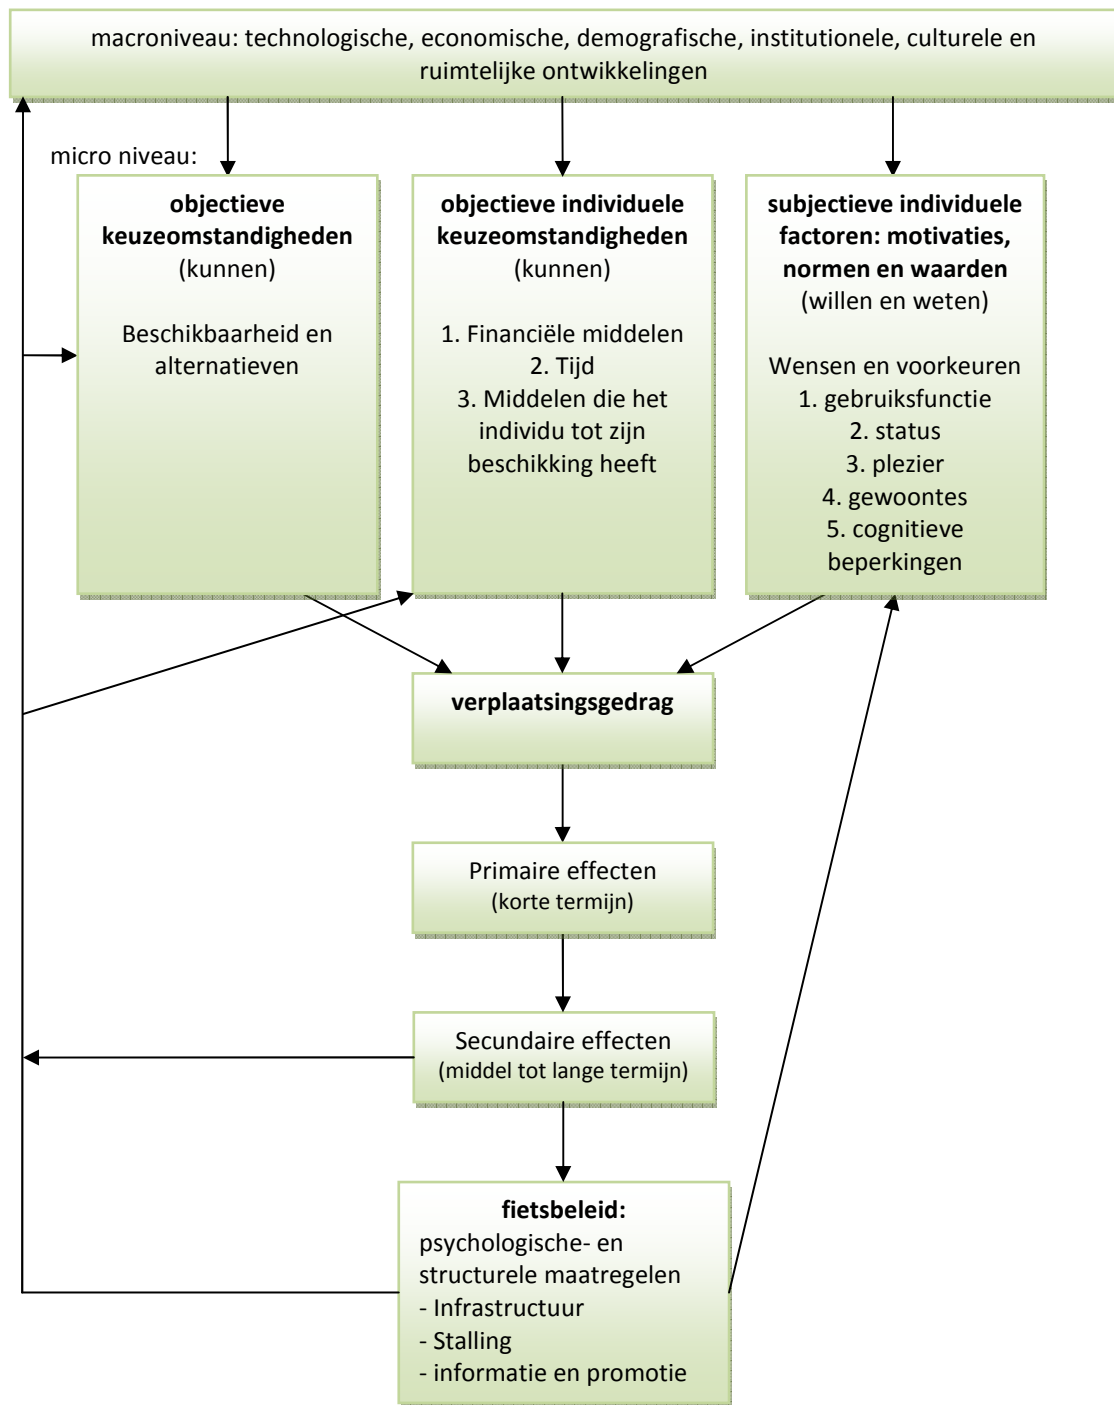 macroniveau: technologische, economische, demografische, institutionele, culturele en
ruimtelijke ontwikkelingen
micro niveau:
objectieve
keuzeomstandigheden
(kunnen)
Beschikbaarheid en
alternatieven
objectieve individuele
keuzeomstandigheden
(kunnen)
1. Financiële middelen
2. Tijd
3. Middelen die het
individu tot zijn
beschikking heeft
subjectieve individuele
factoren: motivaties,
normen en waarden
(willen en weten)
Wensen en voorkeuren
1. gebruiksfunctie
2. status
3. plezier
4. gewoontes
5. cognitieve
beperkingen
verplaatsingsgedrag
Primaire effecten
(korte termijn)
Secundaire effecten
(middel tot lange termijn)
fietsbeleid:
psychologische- en
structurele maatregelen
- Infrastructuur
- Stalling
- informatie en promotie